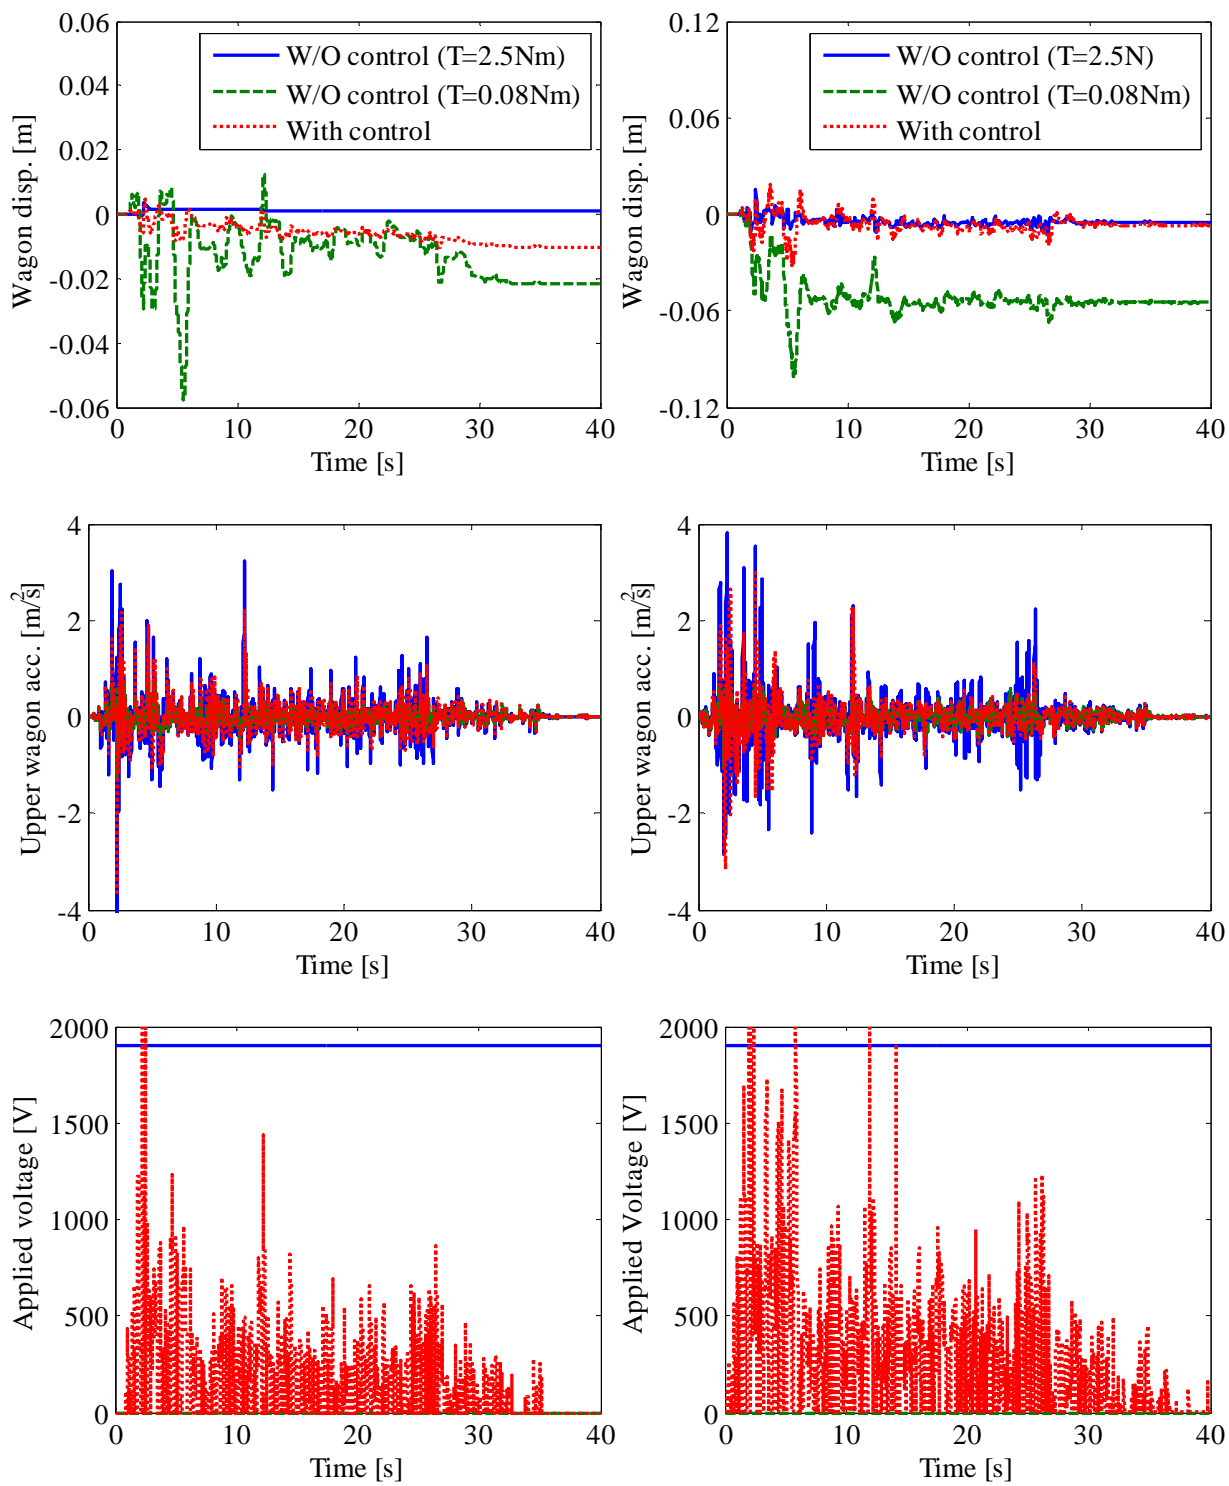 0.06
0.04
0.02
0
-0.02
-0.04
-0.06
Wagon disp. [m]
W/O control (T=2.5Nm)
W/O control (T=0.08Nm)
With control
0 10 20 30 40
Time [s]
0.12
0.06
0
-0.06
-0.12
Wagon disp. [m]
W/O control (T=2.5N)
W/O control (T=0.08Nm)
With control
0 10 20 30 40
Time [s]
4
2
0
-2
-4
Upper wagon acc. [m/s²]
0 10 20 30 40
Time [s]
4
2
0
-2
-4
Upper wagon acc. [m/s²]
0 10 20 30 40
Time [s]
2000
1500
1000
500
0
Applied voltage [V]
0 10 20 30 40
Time [s]
2000
1500
1000
500
0
Applied Voltage [V]
0 10 20 30 40
Time [s]